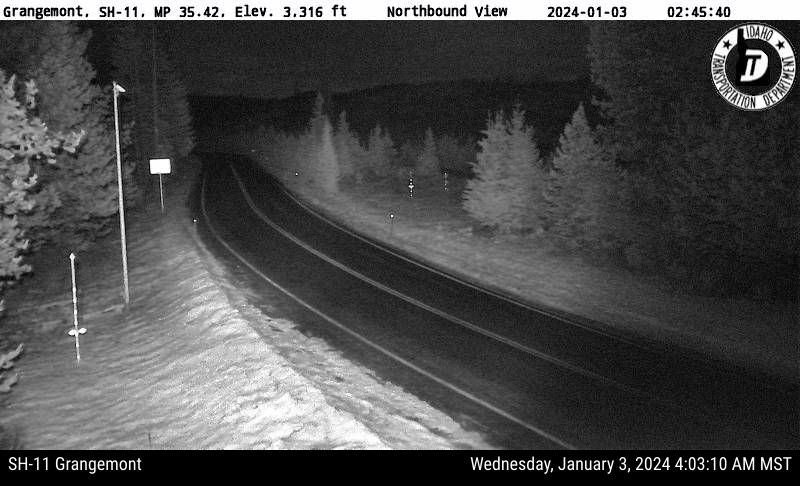 Grangemont, SH-11, MP 35.42, Elev. 3,316 ft Northbound View 2024-01-03 02:45:40
IDAHO
TRANSPORTATION DEPARTMENT
SH-11 Grangemont Wednesday, January 3, 2024 4:03:10 AM MST